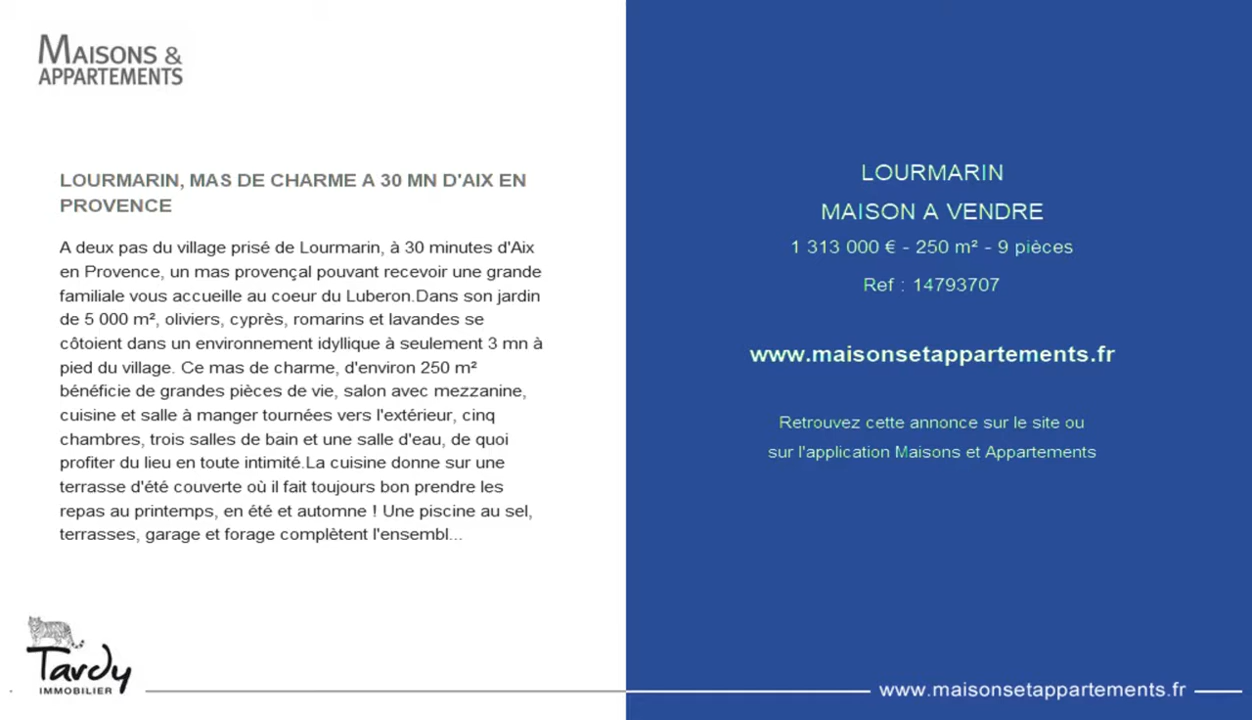 MAISONS &
APPARTEMENTS
LOURMARIN, MAS DE CHARME A 30 MN D'AIX EN
PROVENCE
A deux pas du village prisé de Lourmarin, à 30 minutes d'Aix
en Provence, un mas provençal pouvant recevoir une grande
familiale vous accueille au coeur du Luberon.Dans son jardin
de 5 000 m², oliviers, cyprès, romarins et lavandes se
côtoient dans un environnement idyllique à seulement 3 mn à
pied du village. Ce mas de charme, d'environ 250 m²
bénéficie de grandes pièces de vie, salon avec mezzanine,
cuisine et salle à manger tournées vers l'extérieur, cinq
chambres, trois salles de bain et une salle d'eau, de quoi
profiter du lieu en toute intimité.La cuisine donne sur une
terrasse d'été couverte où il fait toujours bon prendre les
repas au printemps, en été et automne ! Une piscine au sel,
terrasses, garage et forage complètent l'ensembl...
Tardy
IMMOBILIER
LOURMARIN
MAISON A VENDRE
1 313 000 € - 250 m² - 9 pièces
Ref : 14793707
www.maisonsetappartements.fr
Retrouvez cette annonce sur le site ou
sur l'application Maisons et Appartements
www.maisonsetappartements.fr